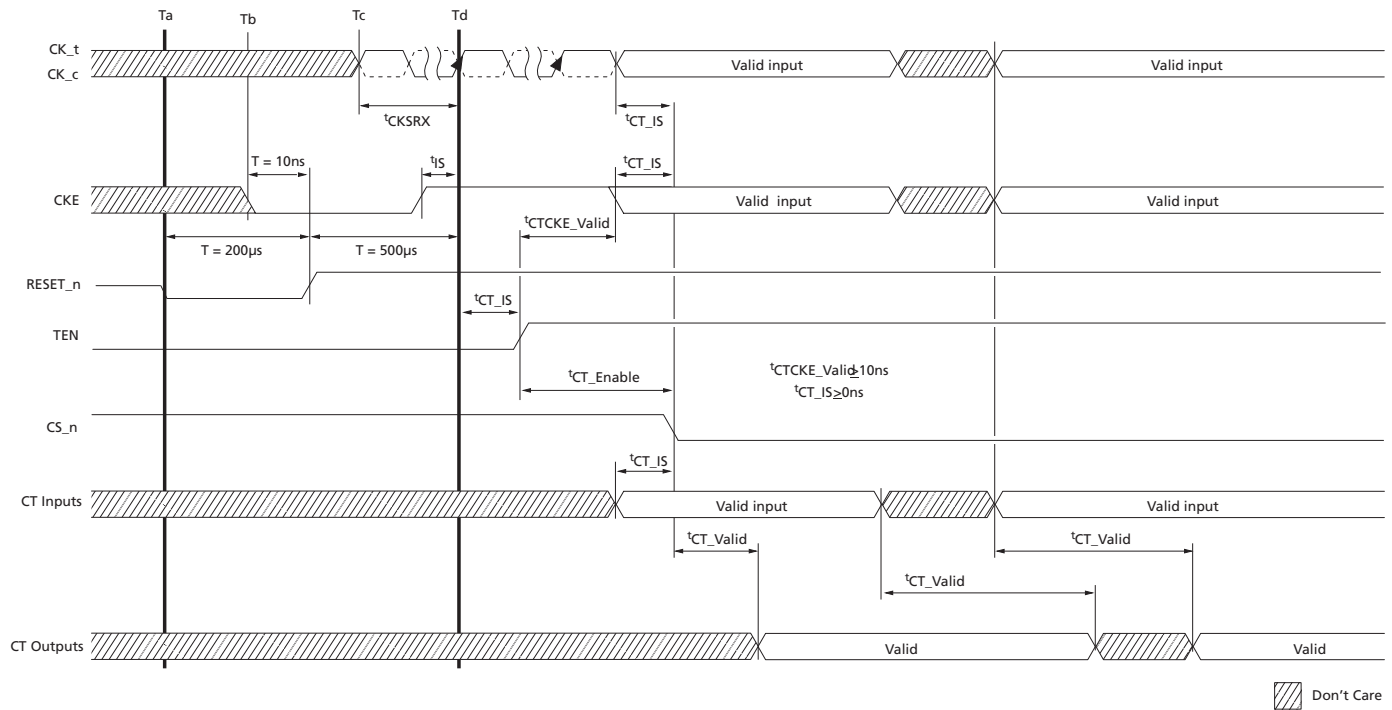 Ta
Tb
Tc
Td
CK_t
CK_c
Valid input
Valid input
tCKSRX
tCT_IS
T = 10ns
tIS
tCT_IS
CKE
Valid input
Valid input
tCTCKE_Valid
T = 200µs
T = 500µs
RESET_n
tCT_IS
TEN
tCT_Enable
tCTCKE_Valid≥10ns
tCT_IS≥0ns
CS_n
tCT_IS
CT Inputs
Valid input
Valid input
tCT_Valid
tCT_Valid
tCT_Valid
CT Outputs
Valid
Valid
Don't Care